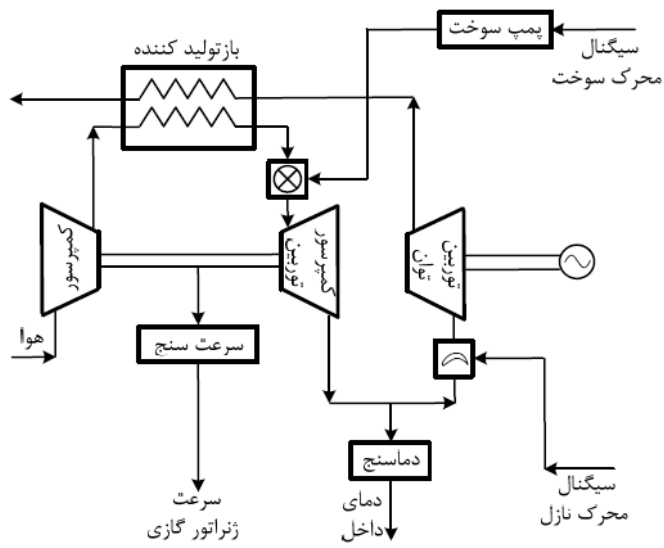 پمپ سوخت
سیگنال
محرک سوخت
بازتولید کننده
کمپرسور
کمپرسور
توربین
توربین
توان
هوا
سرعت سنج
دماسنج
سرعت
ژنراتور گازی
دمای
داخل
سیگنال
محرک نازل